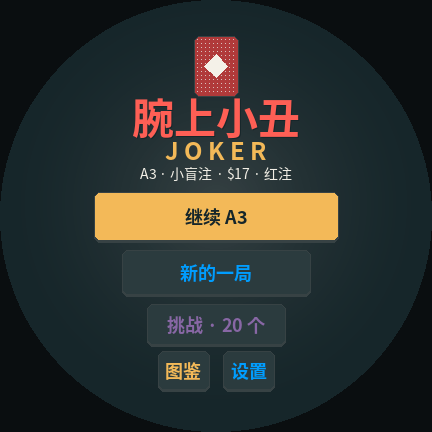 腕上小丑
JOKER
A3 · 小盲注 · $17 · 红注
继续 A3
新的一局
挑战 · 20 个
图鉴 设置